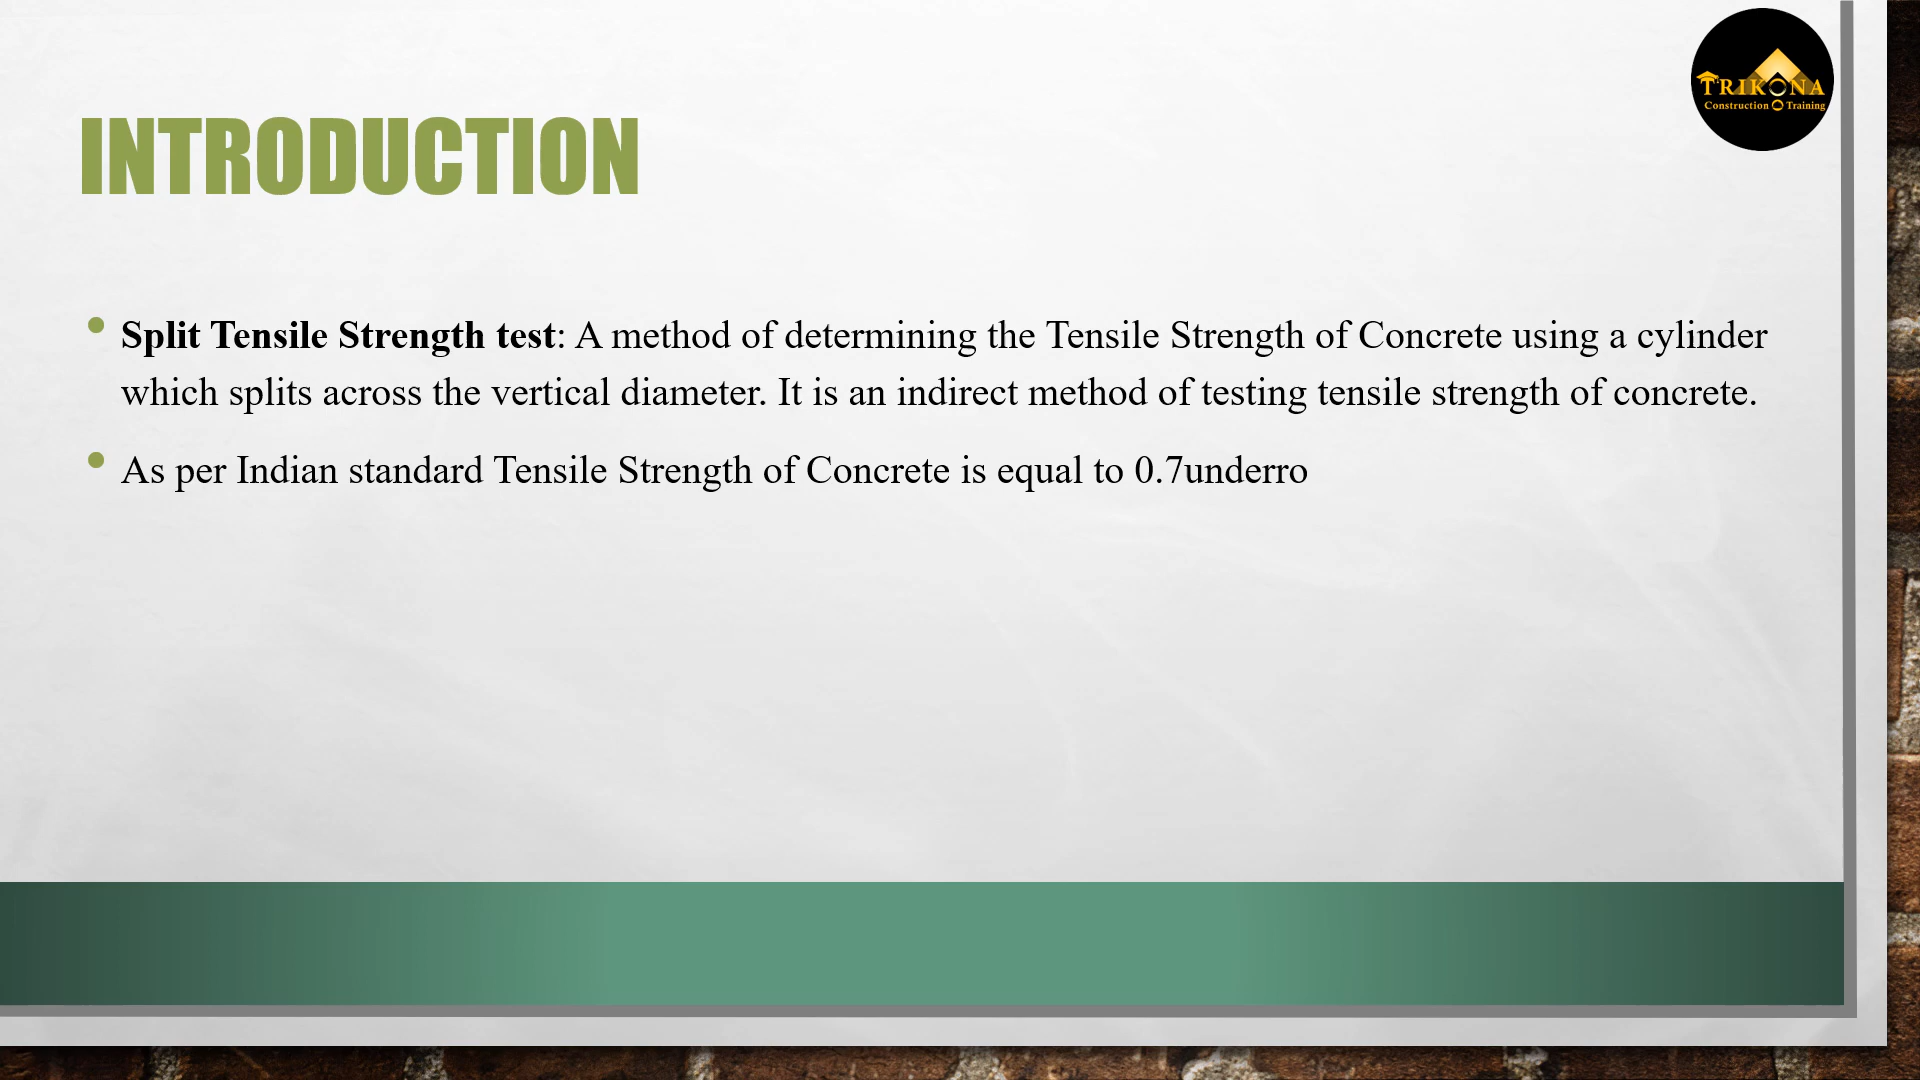 TRIKONA
Construction Training
INTRODUCTION
• Split Tensile Strength test: A method of determining the Tensile Strength of Concrete using a cylinder
which splits across the vertical diameter. It is an indirect method of testing tensile strength of concrete.
• As per Indian standard Tensile Strength of Concrete is equal to 0.7underro